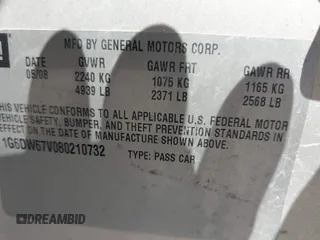 MFD BY GENERAL MOTORS CORP.
DATE GVWR GAWR FRT GAWR RR
05/08 2240 KG 1075 KG 1165 KG
4939 LB 2371 LB 2568 LB
THIS VEHICLE CONFORMS TO ALL APPLICABLE U.S. FEDERAL MOTOR
VEHICLE SAFETY, BUMPER, AND THEFT PREVENTION STANDARDS
IN EFFECT ON THE DATE OF MANUFACTURE SHOWN ABOVE.
1G6DW67V080210732 TYPE: PASS CAR
DREAMBID